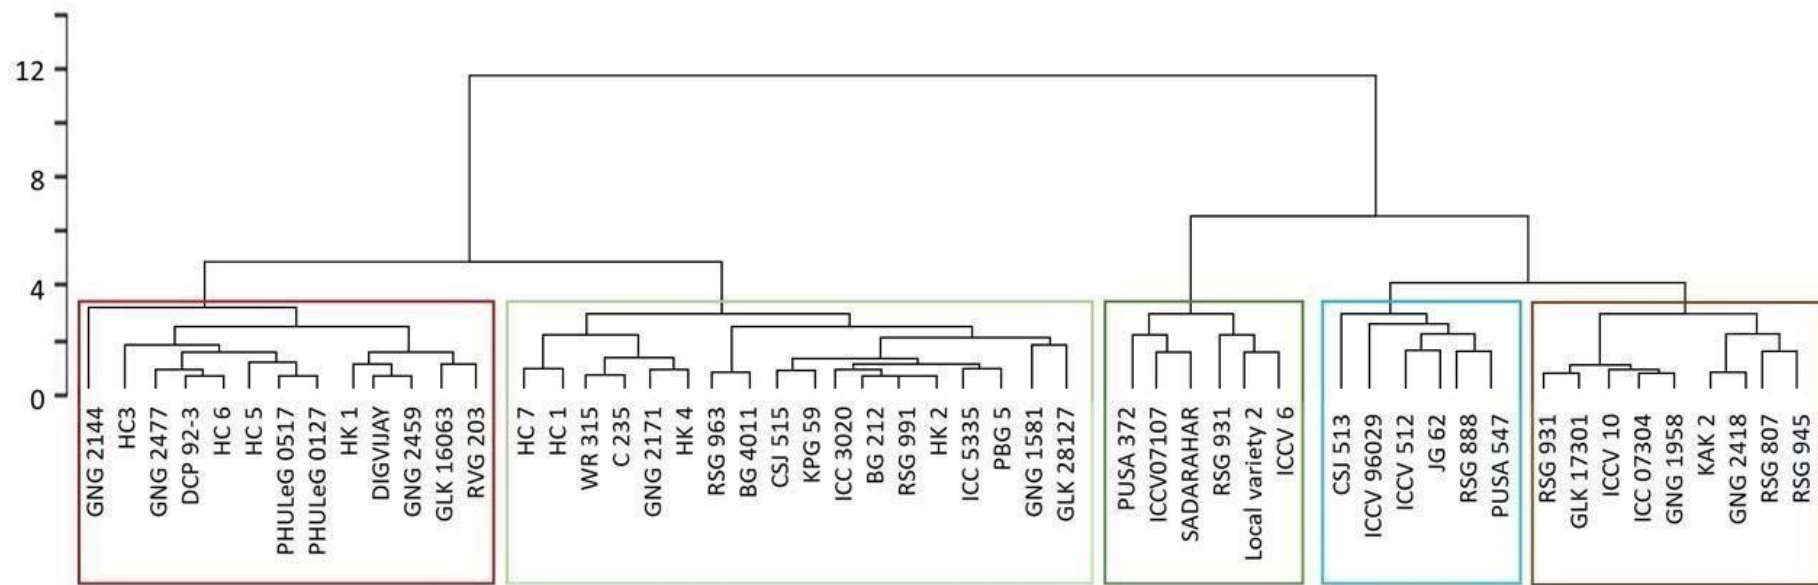 12
8
4
0
GNG 2144
HC3
GNG 2477
DCP 92-3
HC 6
HC 5
PHULeG 0517
PHULeG 0127
HK 1
DIGVIJAY
GNG 2459
GLK 16063
RVG 203
HC 7
HC 1
WR 315
C 235
GNG 2171
HK 4
RSG 963
BG 4011
CSJ 515
KPG 59
ICC 3020
BG 212
RSG 991
HK 2
ICC 5335
PBG 5
GNG 1581
GLK 28127
PUSA 372
ICCV07107
SADARAHAR
RSG 931
Local variety 2
ICCV 6
CSJ 513
ICCV 96029
ICCV 512
JG 62
RSG 888
PUSA 547
RSG 931
GLK 17301
ICCV 10
ICC 07304
GNG 1958
KAK 2
GNG 2418
RSG 807
RSG 945